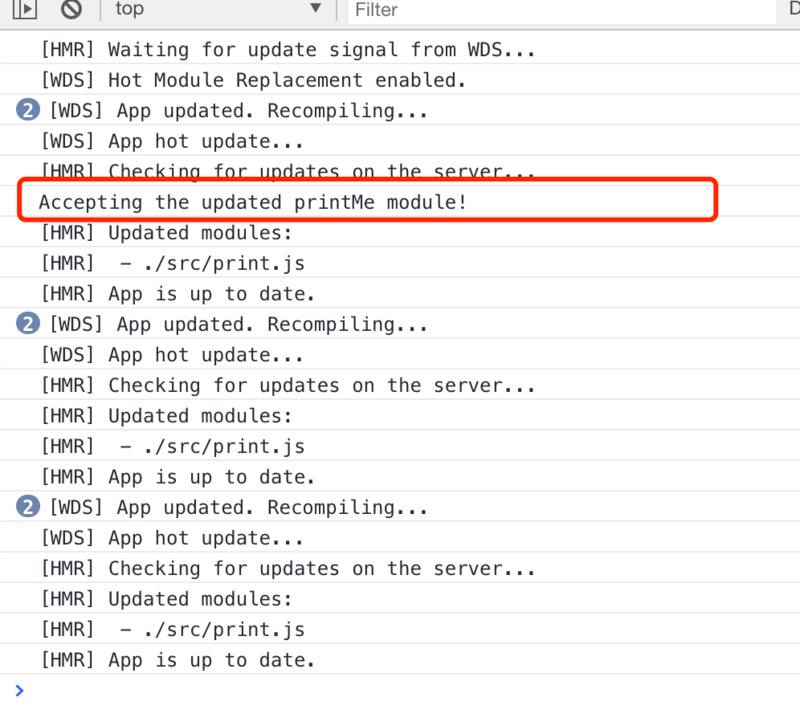 top
Filter
D
[HMR] Waiting for update signal from WDS...
[WDS] Hot Module Replacement enabled.
2 [WDS] App updated. Recompiling...
[WDS] App hot update...
[HMR] Checking for updates on the server...
Accepting the updated printMe module!
[HMR] Updated modules:
[HMR]  - ./src/print.js
[HMR] App is up to date.
2 [WDS] App updated. Recompiling...
[WDS] App hot update...
[HMR] Checking for updates on the server...
[HMR] Updated modules:
[HMR]  - ./src/print.js
[HMR] App is up to date.
2 [WDS] App updated. Recompiling...
[WDS] App hot update...
[HMR] Checking for updates on the server...
[HMR] Updated modules:
[HMR]  - ./src/print.js
[HMR] App is up to date.